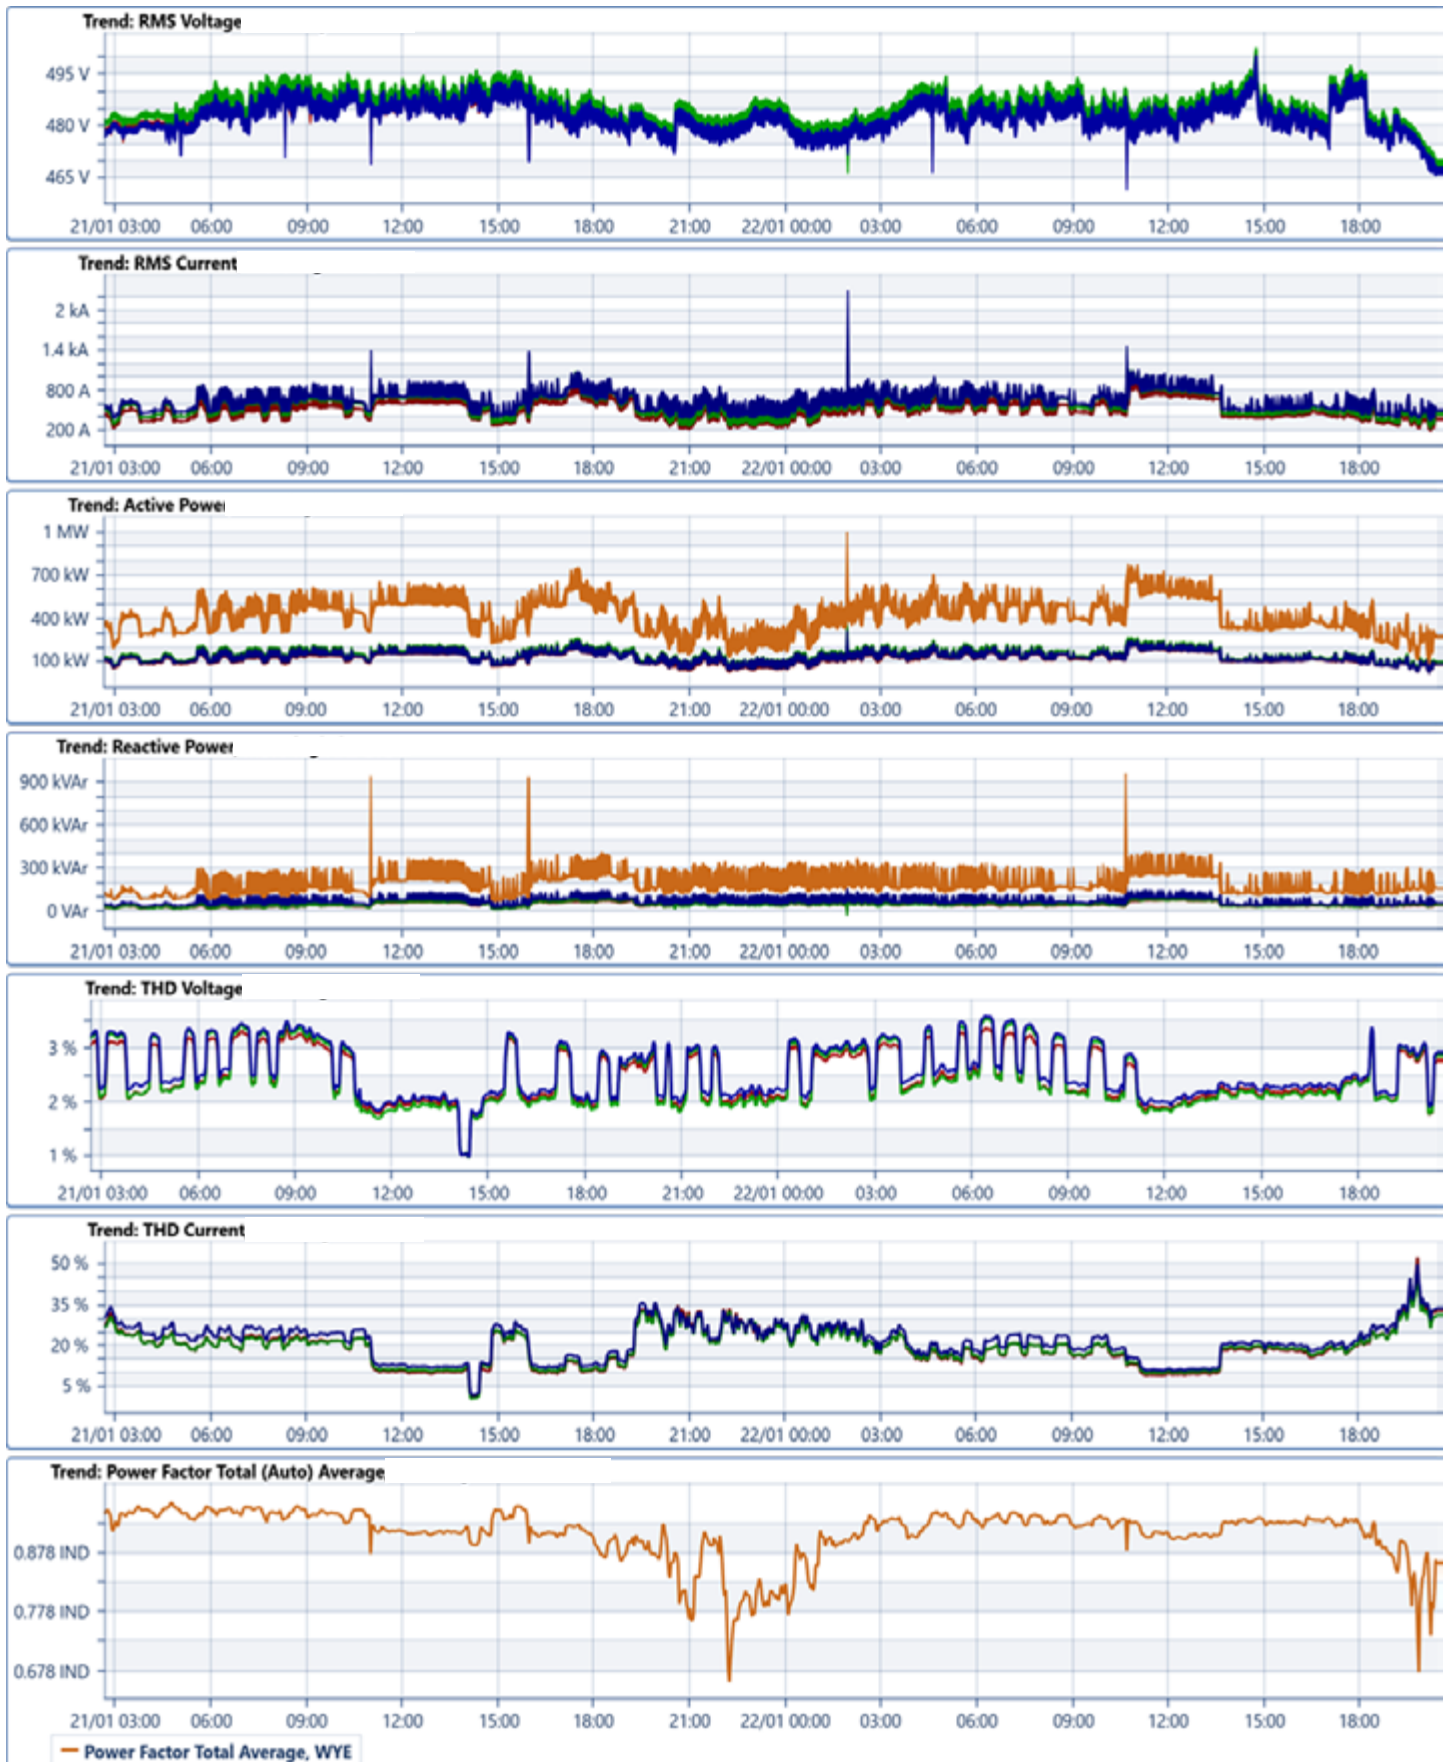 Trend: RMS Voltage
495 V
480 V
465 V
21/01 03:00 06:00 09:00 12:00 15:00 18:00 21:00 22/01 00:00 03:00 06:00 09:00 12:00 15:00 18:00
Trend: RMS Current
2 kA
1.4 kA
800 A
200 A
21/01 03:00 06:00 09:00 12:00 15:00 18:00 21:00 22/01 00:00 03:00 06:00 09:00 12:00 15:00 18:00
Trend: Active Power
1 MW
700 kW
400 kW
100 kW
21/01 03:00 06:00 09:00 12:00 15:00 18:00 21:00 22/01 00:00 03:00 06:00 09:00 12:00 15:00 18:00
Trend: Reactive Power
900 kVAr
600 kVAr
300 kVAr
0 VAr
21/01 03:00 06:00 09:00 12:00 15:00 18:00 21:00 22/01 00:00 03:00 06:00 09:00 12:00 15:00 18:00
Trend: THD Voltage
3 %
2 %
1 %
21/01 03:00 06:00 09:00 12:00 15:00 18:00 21:00 22/01 00:00 03:00 06:00 09:00 12:00 15:00 18:00
Trend: THD Current
50 %
35 %
20 %
5 %
21/01 03:00 06:00 09:00 12:00 15:00 18:00 21:00 22/01 00:00 03:00 06:00 09:00 12:00 15:00 18:00
Trend: Power Factor Total (Auto) Average
0.878 IND
0.778 IND
0.678 IND
21/01 03:00 06:00 09:00 12:00 15:00 18:00 21:00 22/01 00:00 03:00 06:00 09:00 12:00 15:00 18:00
Power Factor Total Average, WYE